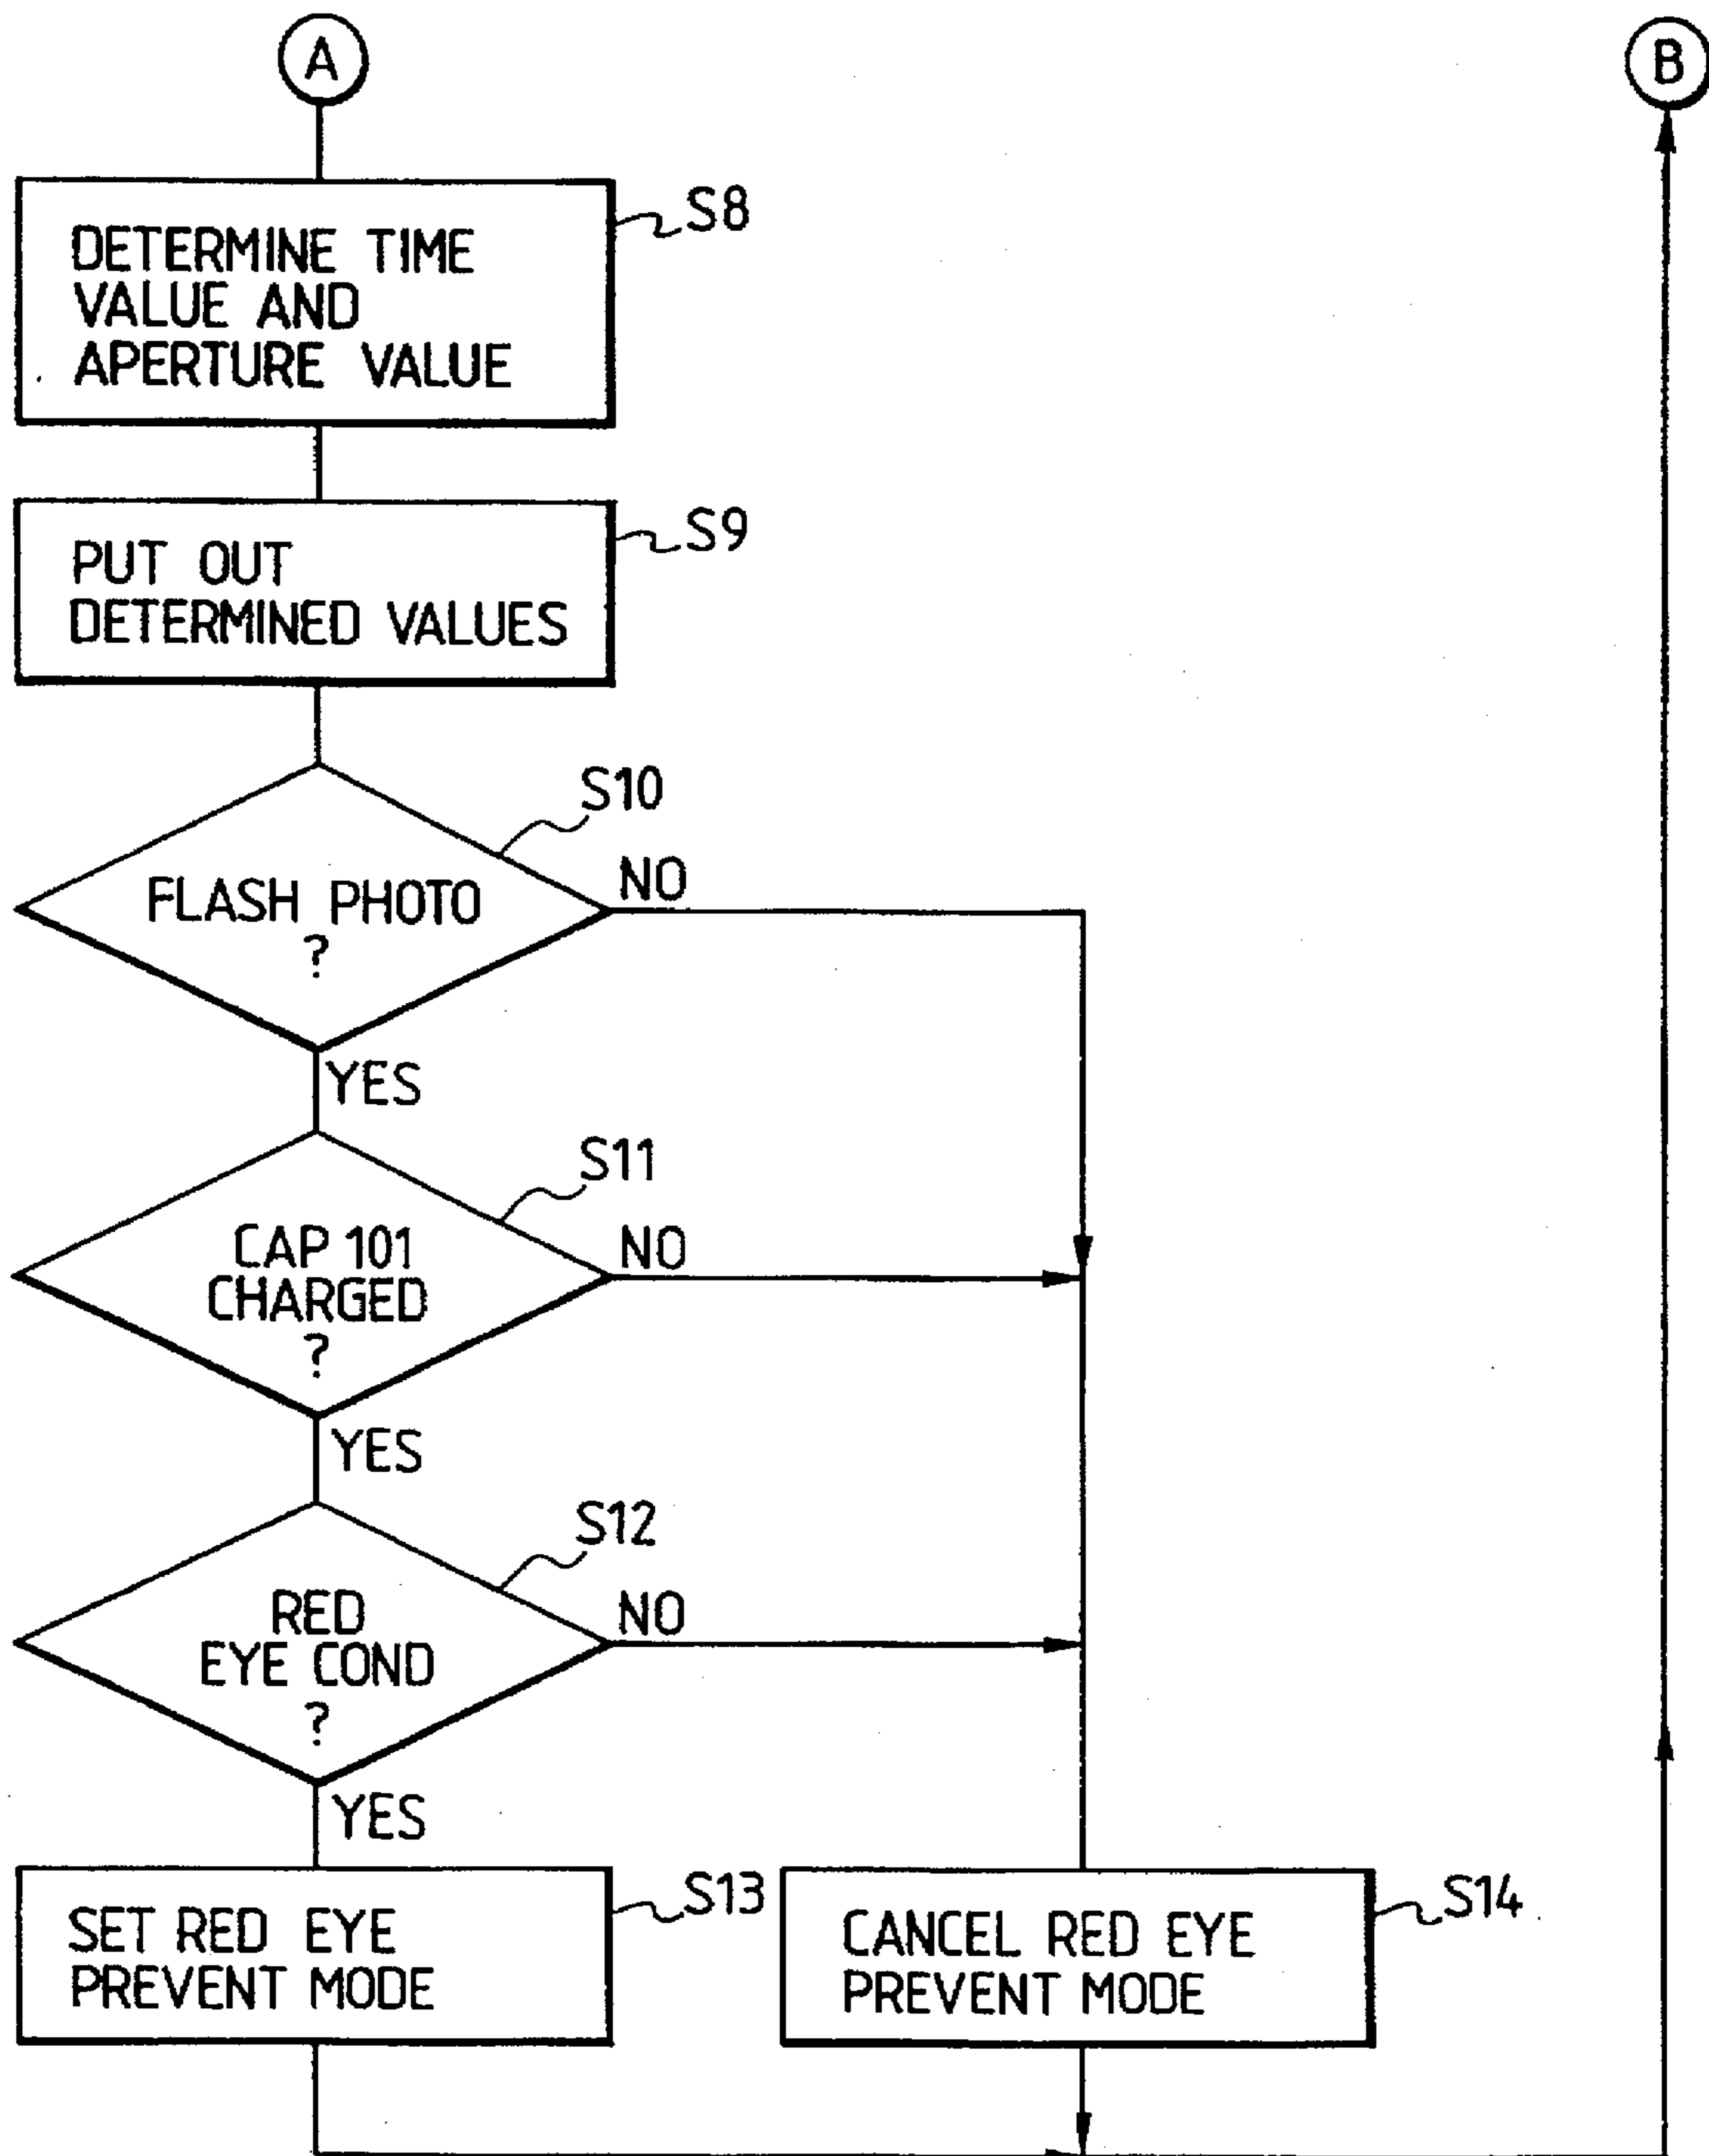 A
B
S8
DETERMINE TIME
VALUE AND
APERTURE VALUE
S9
PUT OUT
DETERMINED VALUES
S10
FLASH PHOTO
?
NO
YES
S11
CAP 101
CHARGED
?
NO
YES
S12
RED
EYE COND
?
NO
YES
S13
SET RED EYE
PREVENT MODE
S14
CANCEL RED EYE
PREVENT MODE